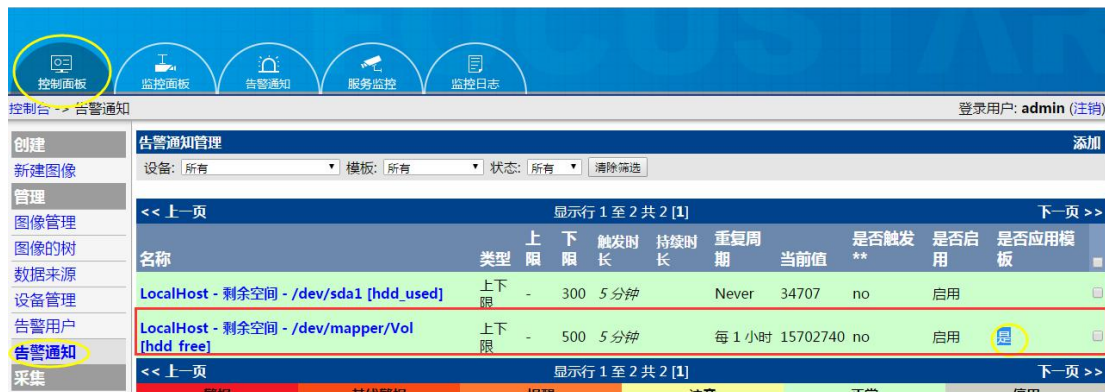 控制面板 监控面板 告警通知 服务监控 监控日志
控制台 -> 告警通知 登录用户: admin (注销)
创建
新建图像
管理
图像管理
图像的树
数据来源
设备管理
告警用户
告警通知
采集
告警通知管理 添加
设备: 所有 模板: 所有 状态: 所有 清除筛选
<< 上一页 显示行 1 至 2 共 2 [1] 下一页 >>
名称 类型 上限 下限 触发时长 持续时长 重复周期 当前值 是否触发** 是否启用 是否应用模板
LocalHost - 剩余空间 - /dev/sda1 [hdd_used] 上下限 - 300 5 分钟 Never 34707 no 启用
LocalHost - 剩余空间 - /dev/mapper/Vol [hdd_free] 上下限 - 500 5 分钟 每 1 小时 15702740 no 启用 是
<< 上一页 显示行 1 至 2 共 2 [1] 下一页 >>